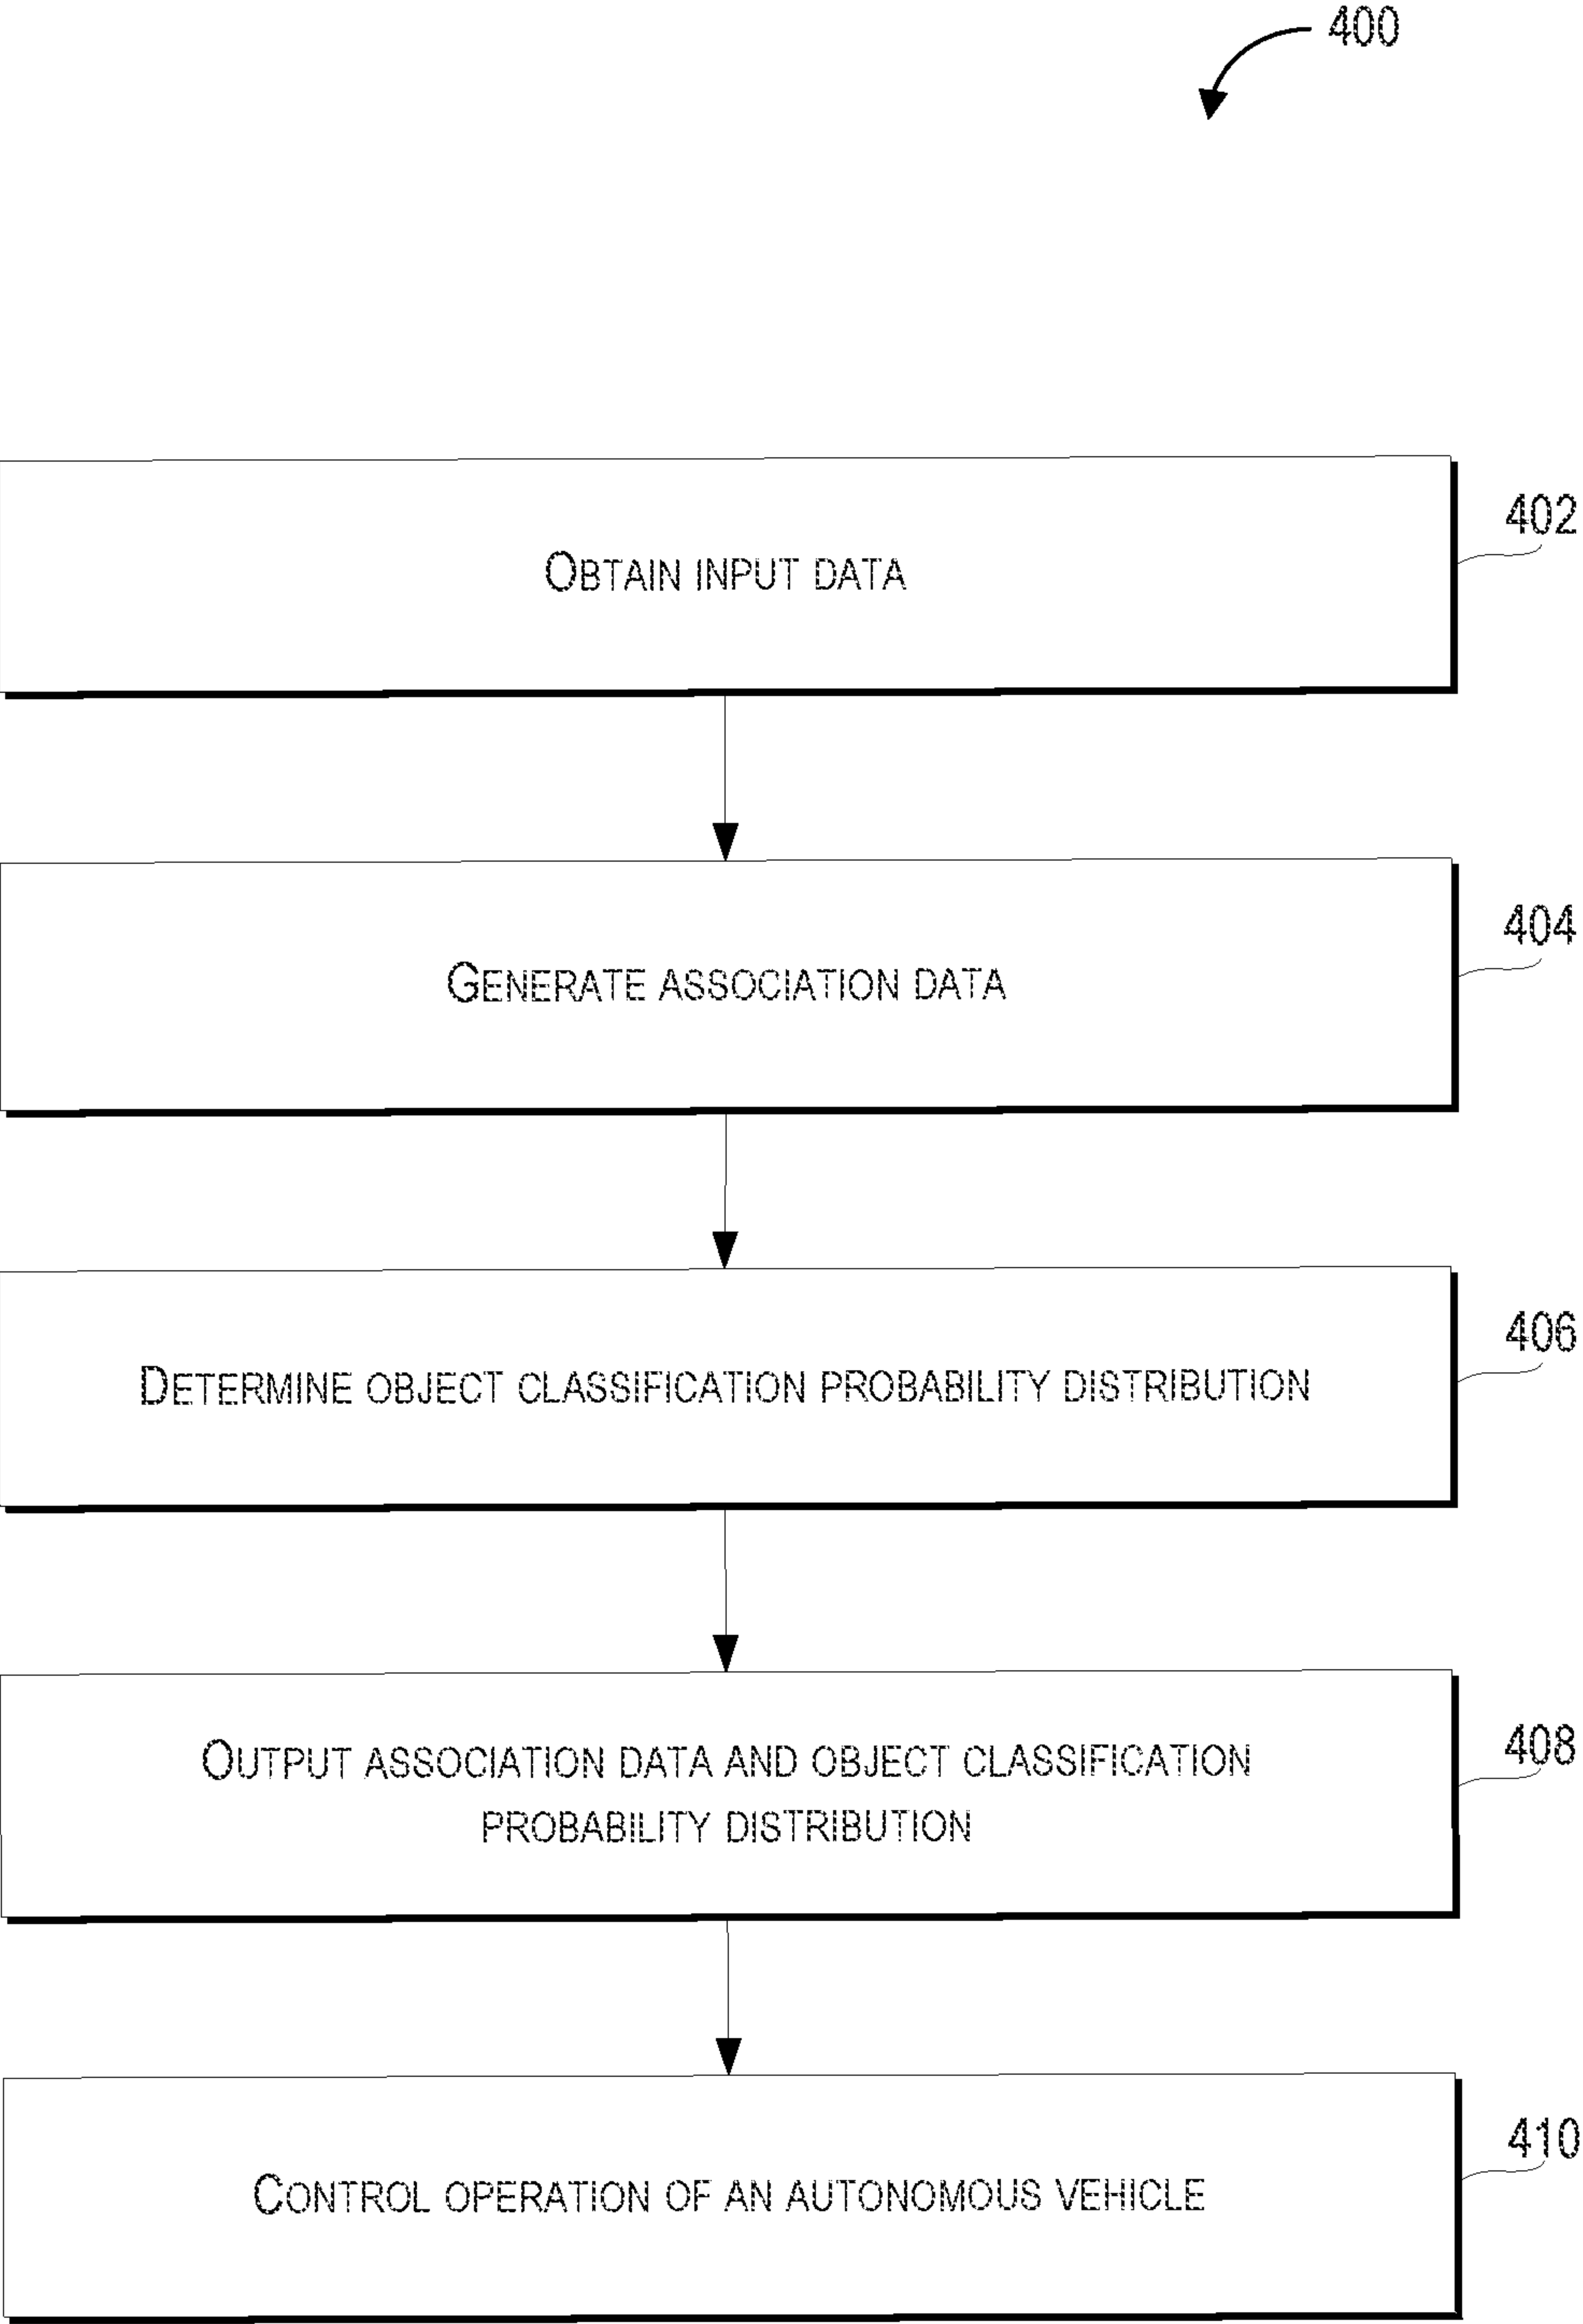 400
OBTAIN INPUT DATA
402
GENERATE ASSOCIATION DATA
404
DETERMINE OBJECT CLASSIFICATION PROBABILITY DISTRIBUTION
406
OUTPUT ASSOCIATION DATA AND OBJECT CLASSIFICATION
PROBABILITY DISTRIBUTION
408
CONTROL OPERATION OF AN AUTONOMOUS VEHICLE
410